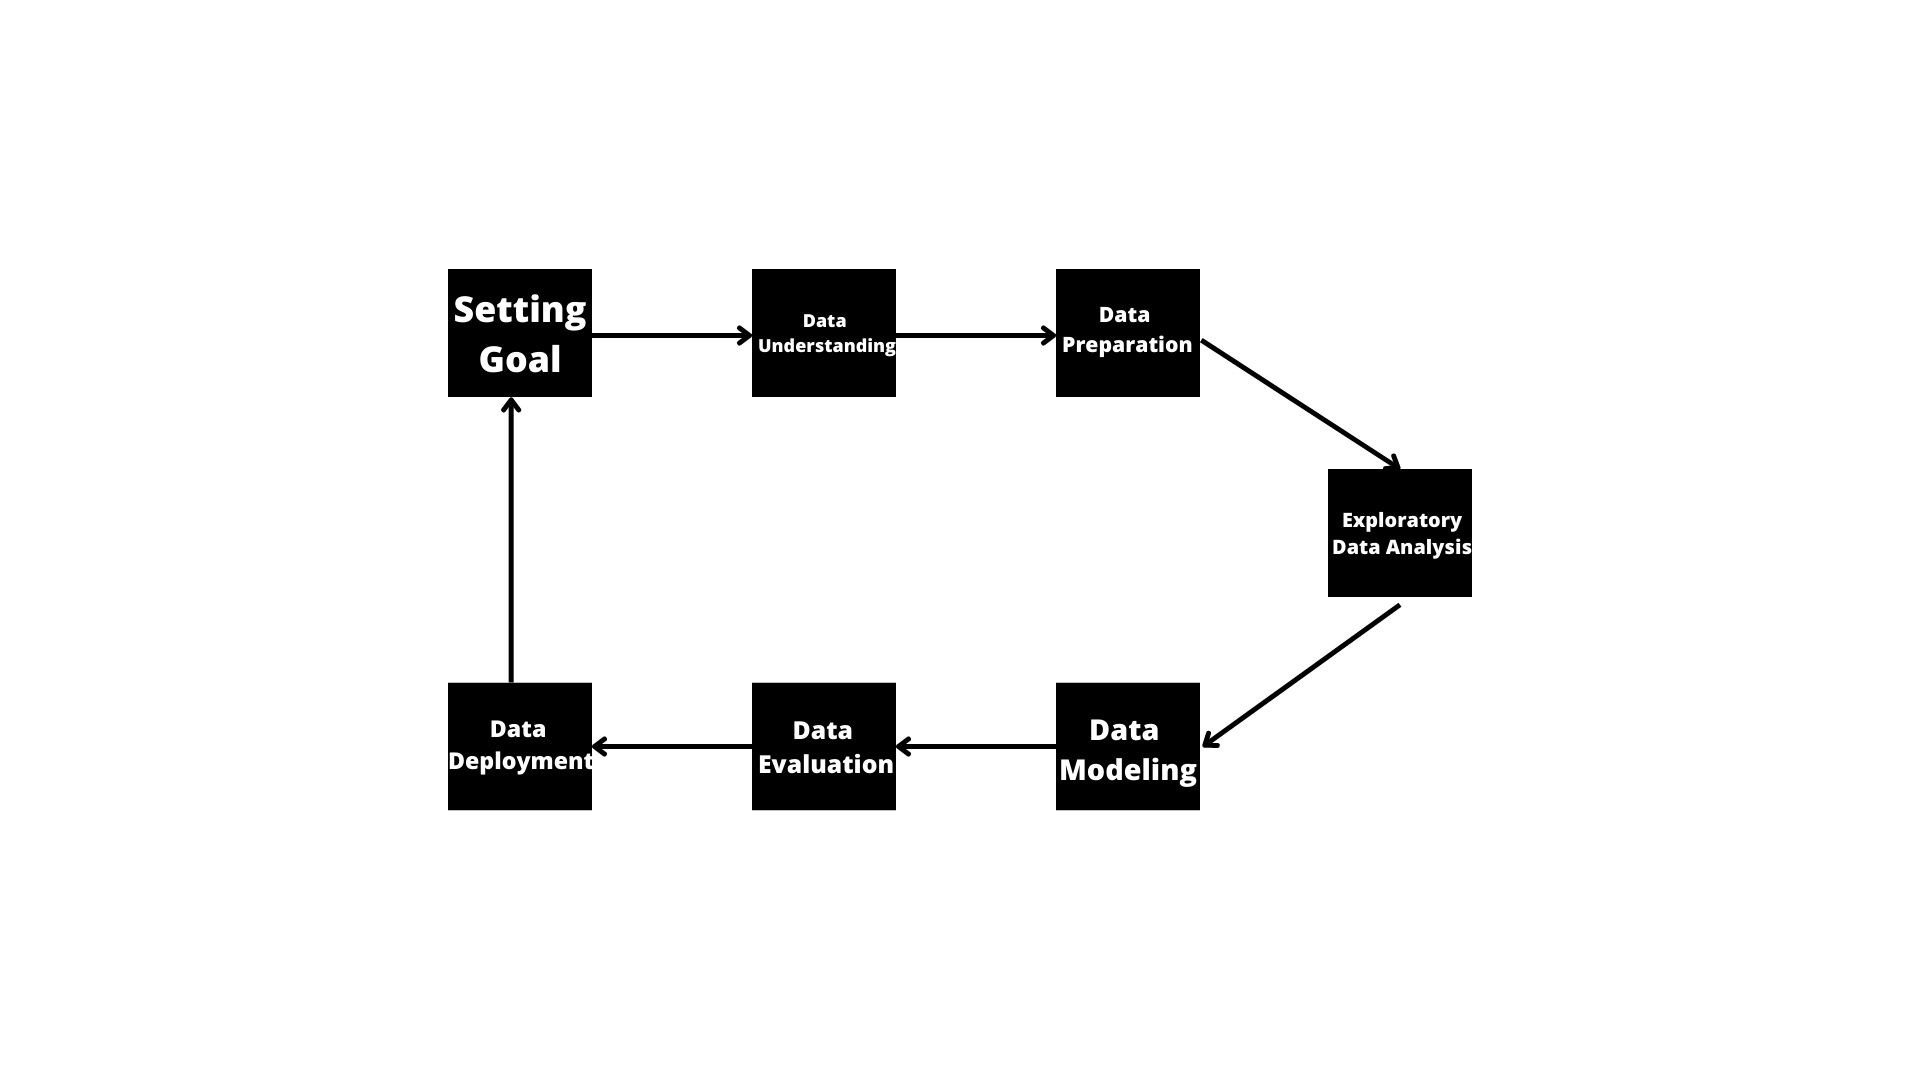 Setting
Goal
Data
Understanding
Data
Preparation
Exploratory
Data Analysis
Data
Modeling
Data
Evaluation
Data
Deployment